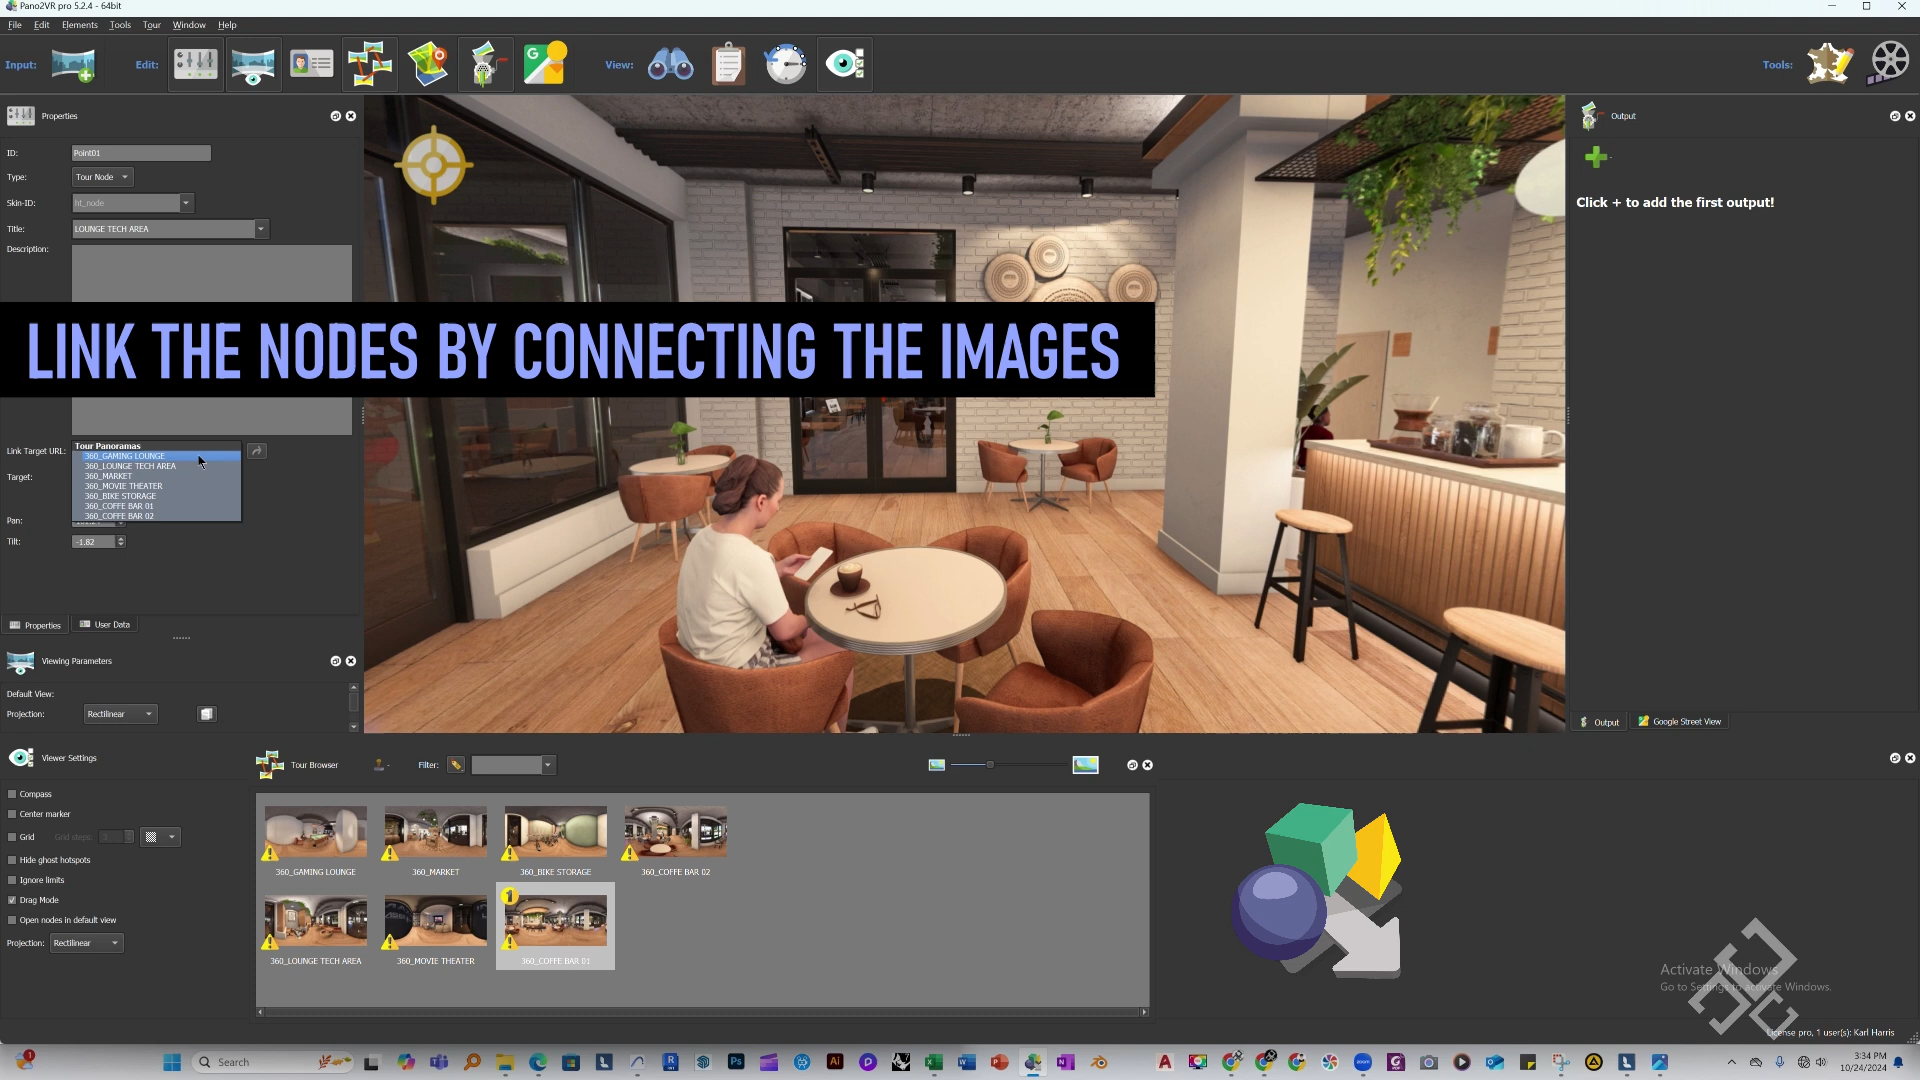 Pano2VR pro 5.2.4 - 64bit
File Edit Elements Tools Tour Window Help
Input: Edit: View: Tools:
Properties
ID: Point01
Type: Tour Node
Skin-ID: ht_node
Title: LOUNGE TECH AREA
Description:
LINK THE NODES BY CONNECTING THE IMAGES
Link Target URL:
Tour Panoramas
360_GAMING LOUNGE
360_LOUNGE TECH AREA
360_MARKET
360_MOVIE THEATER
360_BIKE STORAGE
360_COFFE BAR 01
360_COFFE BAR 02
Target:
Pan:
Tilt: -1.82
Properties User Data
Viewing Parameters
Default View:
Projection: Rectilinear
Output
Click + to add the first output!
Output Google Street View
Viewer Settings
Compass
Center marker
Grid Grid steps: 3
Hide ghost hotspots
Ignore limits
Drag Mode
Open nodes in default view
Projection: Rectilinear
Tour Browser Filter:
360_GAMING LOUNGE 360_MARKET 360_BIKE STORAGE 360_COFFE BAR 02
1
360_LOUNGE TECH AREA 360_MOVIE THEATER 360_COFFE BAR 01
Activate Windows
Go to Settings to activate Windows.
License pro, 1 user(s): Karl Harris
Search
3:34 PM
10/24/2024